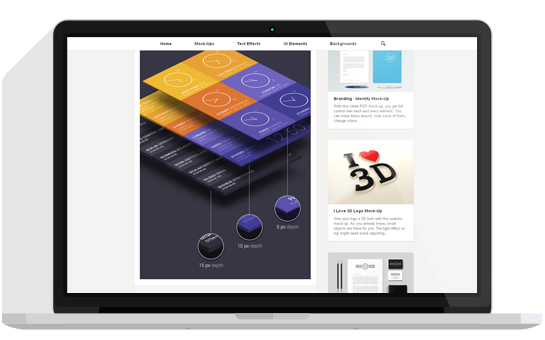 Home
Mock-Ups
Text Effects
UI Elements
Backgrounds
5 px depth
10 px depth
15 px depth
Branding / Identity Mock-Up
With this clean PSD mock-up, you get full
control over each and every element. You
can move items around, hide some of them,
change colors...
I
3D
I Love 3D Logo Mock-Up
Give your logo a 3D look with this realistic
mock-up. As you already know, smart
objects are there for you. The light effect on
top might need some adjusting...